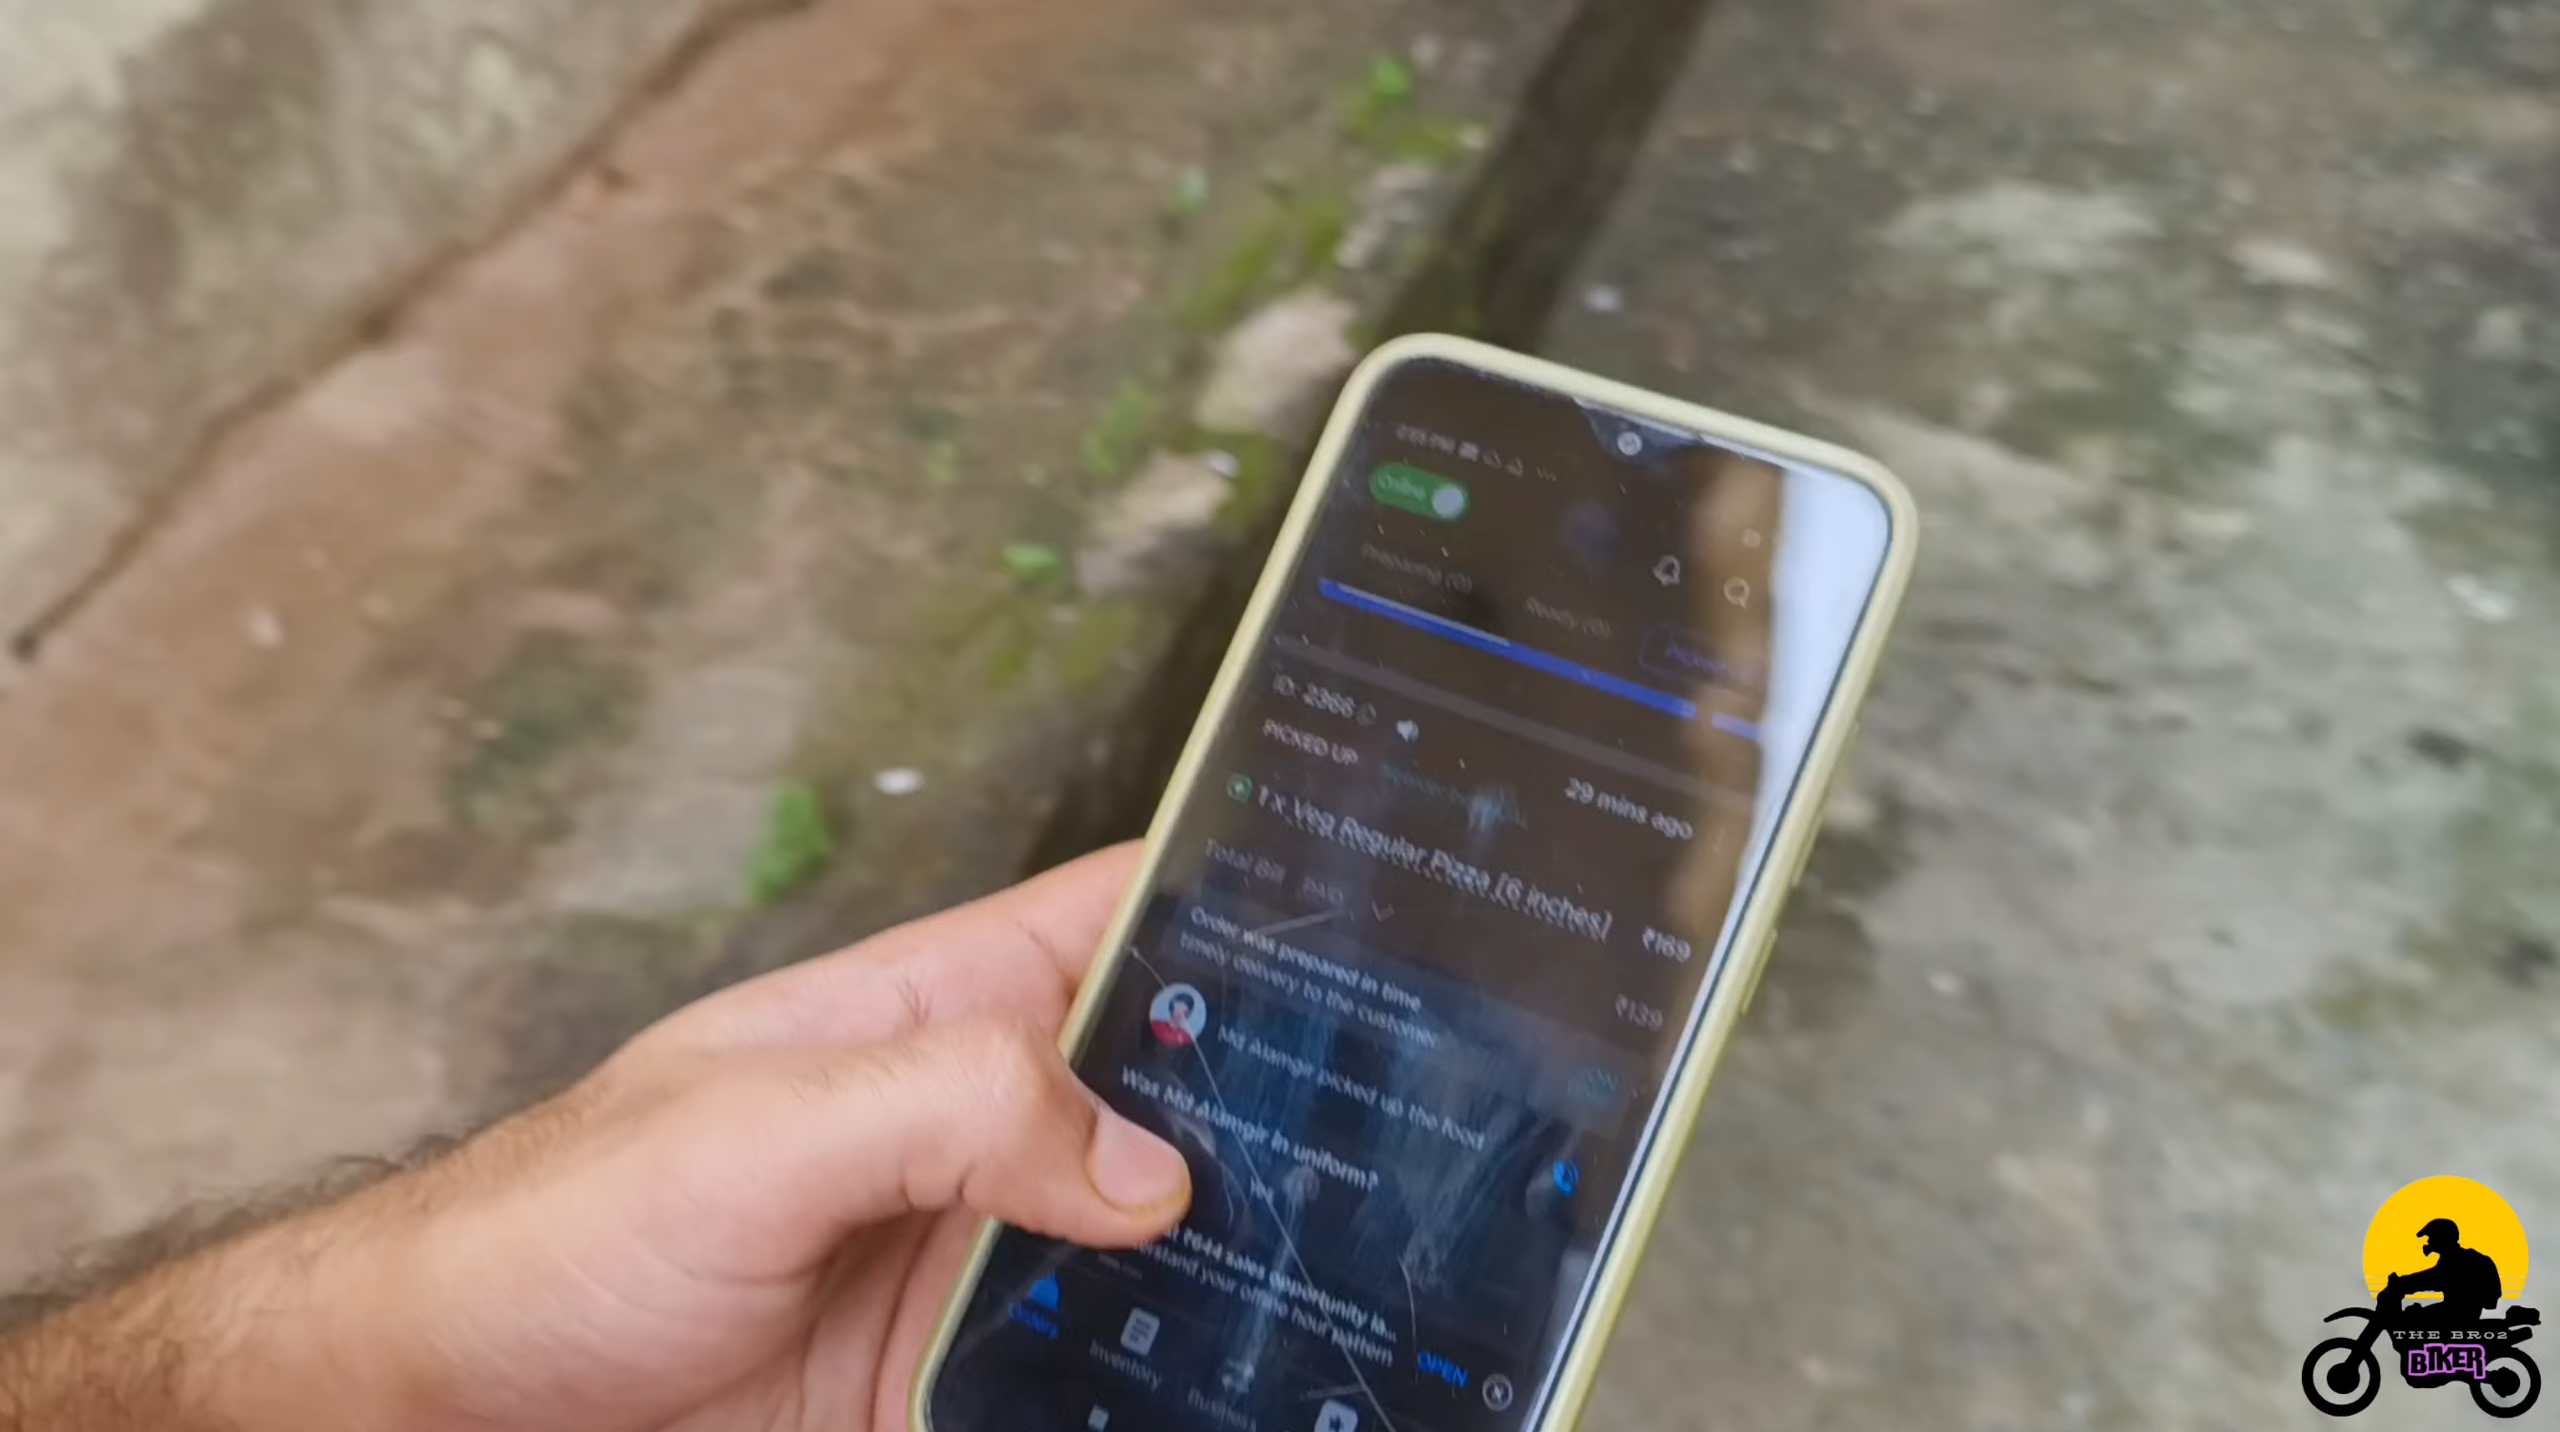 Online
Preparing (0)
Ready (0)
ID: 2366
PICKED UP
29 mins ago
1 x Veg Regular Pizza [6 inches]
₹169
Total Bill PAID
₹139
Order was prepared in time
timely delivery to the customer
Md Alamgir picked up the food
Was Md Alamgir in uniform?
Yes
₹644 sales opportunity la...
your offline hour pattern
OPEN
Orders
Inventory
Business
THE BRO2
BIKER